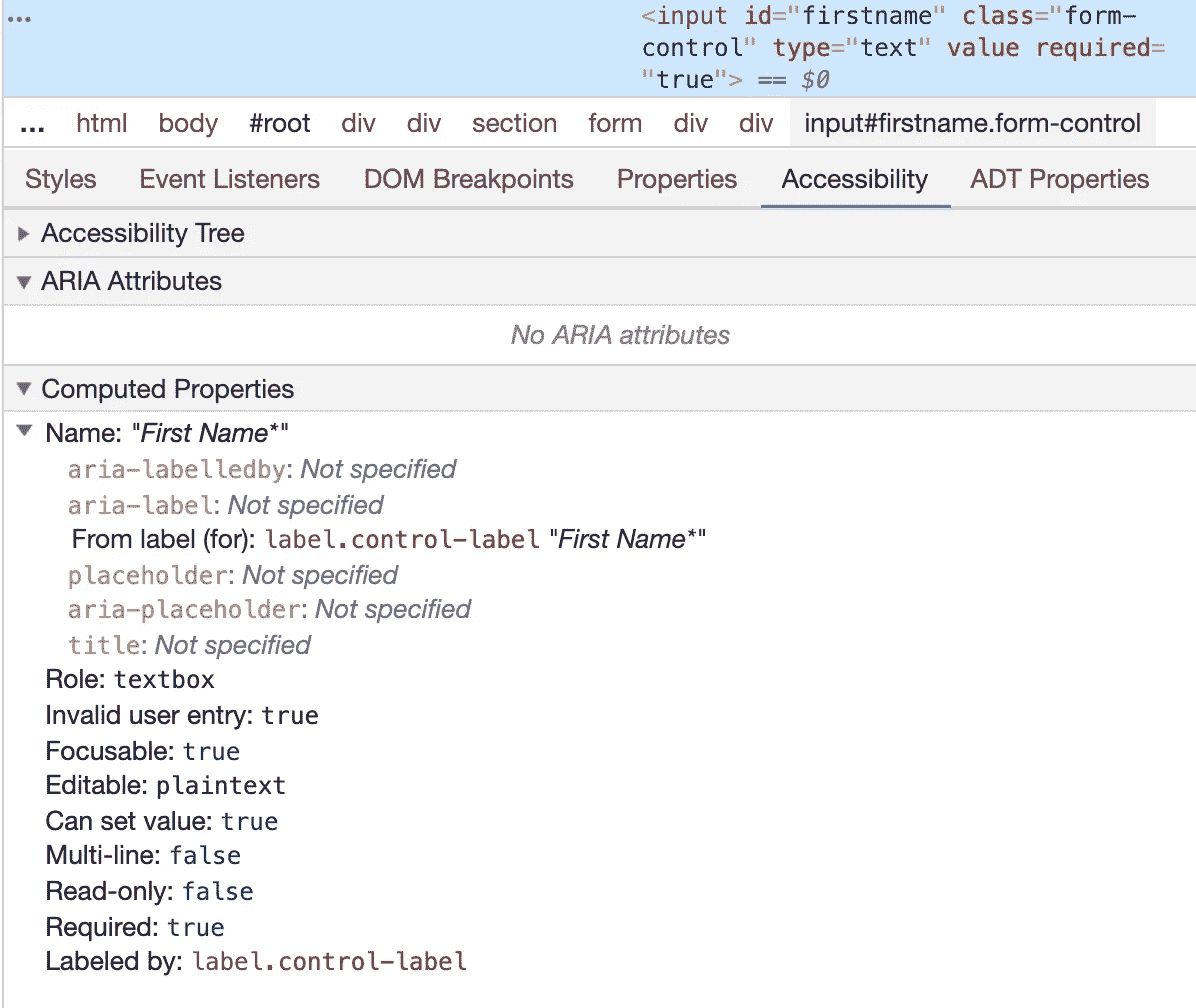 ...
<input id="firstname" class="form-
control" type="text" value required=
"true"> == $0
... html body #root div div section form div div input#firstname.form-control
Styles Event Listeners DOM Breakpoints Properties Accessibility ADT Properties
Accessibility Tree
ARIA Attributes
No ARIA attributes
Computed Properties
Name: "First Name*"
aria-labelledby: Not specified
aria-label: Not specified
From label (for): label.control-label "First Name*"
placeholder: Not specified
aria-placeholder: Not specified
title: Not specified
Role: textbox
Invalid user entry: true
Focusable: true
Editable: plaintext
Can set value: true
Multi-line: false
Read-only: false
Required: true
Labeled by: label.control-label